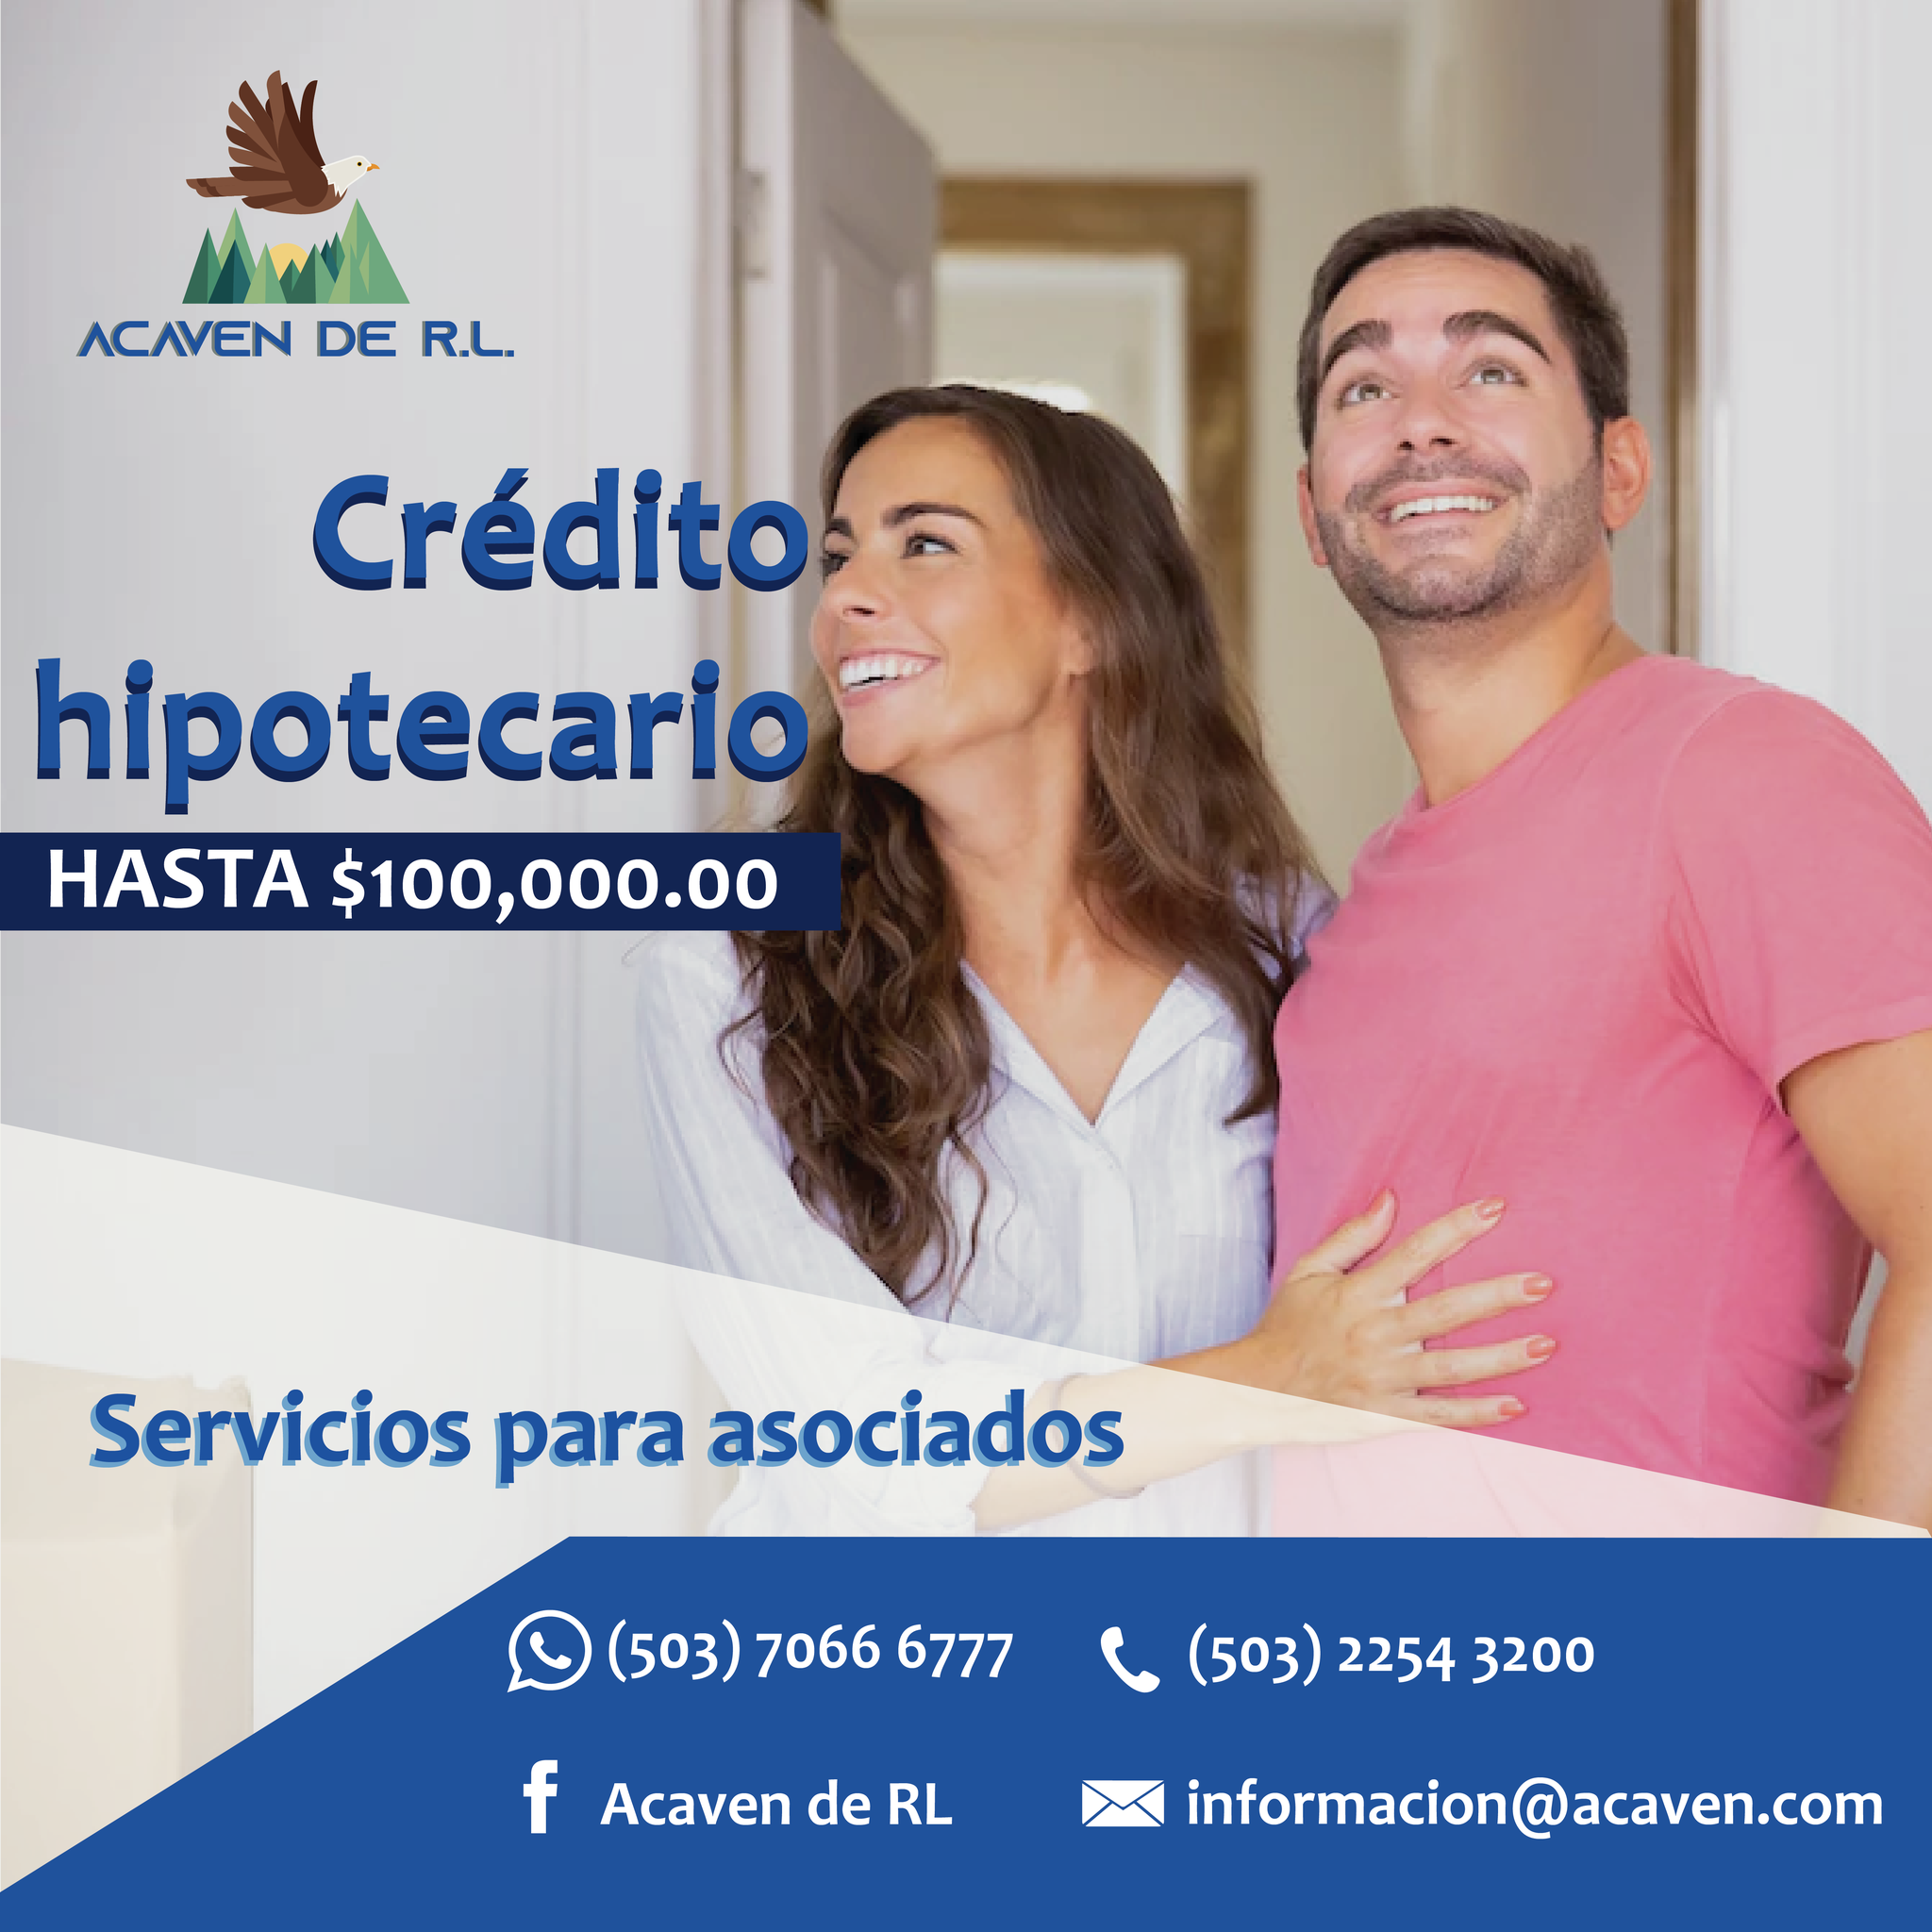 ACAVEN DE R.L.
Crédito
hipotecario
HASTA $100,000.00
Servicios para asociados
(503) 7066 6777
(503) 2254 3200
Acaven de RL
informacion@acaven.com